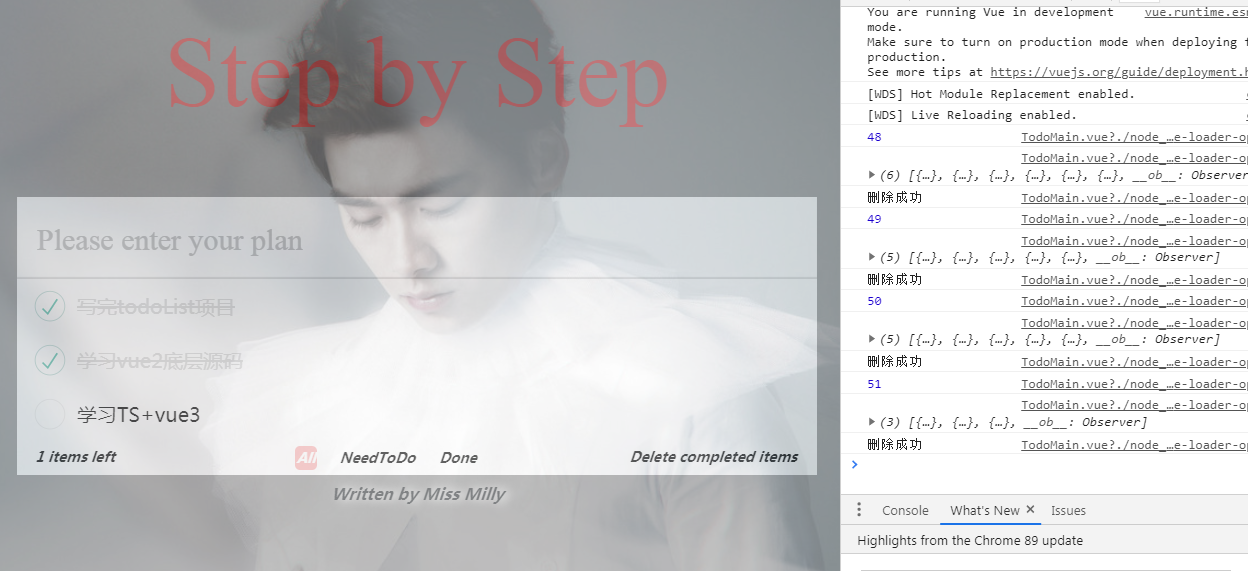 Step by Step
Please enter your plan
写完todoList项目
学习vue2底层源码
学习TS+vue3
1 items left
All
NeedToDo
Done
Delete completed items
Written by Miss Milly
You are running Vue in development vue.runtime.esm
mode.
Make sure to turn on production mode when deploying f
production.
See more tips at https://vuejs.org/guide/deployment.h
[WDS] Hot Module Replacement enabled.
[WDS] Live Reloading enabled.
48 TodoMain.vue?./node_…e-loader-op
TodoMain.vue?./node_…e-loader-op
(6) [{…}, {…}, {…}, {…}, {…}, {…}, __ob__: Observer
删除成功 TodoMain.vue?./node_…e-loader-op
49 TodoMain.vue?./node_…e-loader-op
TodoMain.vue?./node_…e-loader-op
(5) [{…}, {…}, {…}, {…}, {…}, __ob__: Observer]
删除成功 TodoMain.vue?./node_…e-loader-op
50 TodoMain.vue?./node_…e-loader-op
TodoMain.vue?./node_…e-loader-op
(5) [{…}, {…}, {…}, {…}, {…}, __ob__: Observer]
删除成功 TodoMain.vue?./node_…e-loader-op
51 TodoMain.vue?./node_…e-loader-op
TodoMain.vue?./node_…e-loader-op
(3) [{…}, {…}, {…}, __ob__: Observer]
删除成功 TodoMain.vue?./node_…e-loader-op
Console What's New × Issues
Highlights from the Chrome 89 update